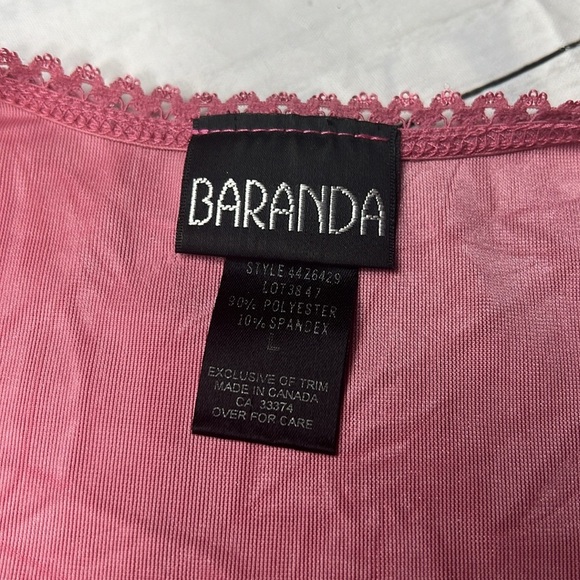 BARANDA
STYLE 4426429
LOT3847
90% POLYESTER
10% SPANDEX
L
EXCLUSIVE OF TRIM
MADE IN CANADA
CA 33374
OVER FOR CARE